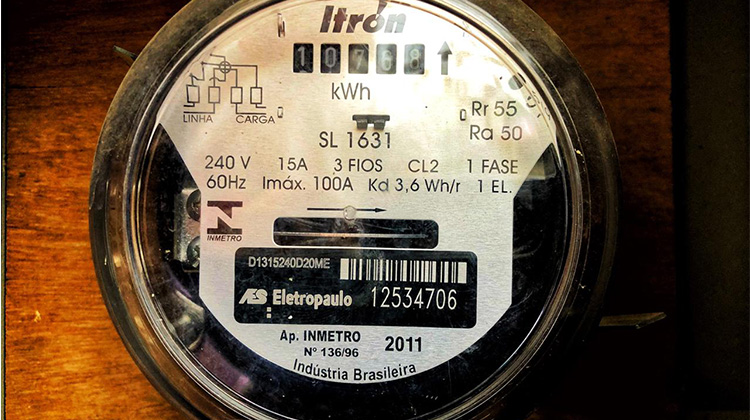 Itrón
10768
kWh
LINHA CARGA
Rr 55
Ra 50
SL 1631
240 V 15A 3 FIOS CL2 1 FASE
60Hz Imáx. 100A Kd 3,6 Wh/r 1 EL.
INMETRO
D1315240D20ME
AES Eletropaulo 12534706
Ap. INMETRO 2011
Nº 136/96
Indústria Brasileira